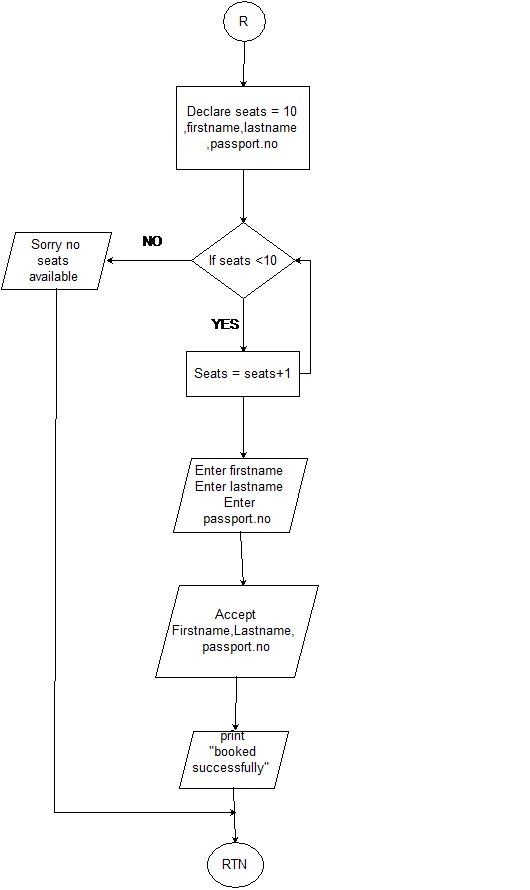 R
Declare seats = 10
,firstname,lastname
,passport.no
If seats <10
NO
Sorry no
seats
available
YES
Seats = seats+1
Enter firstname
Enter lastname
Enter
passport.no
Accept
Firstname,Lastname,
passport.no
print
"booked
successfully"
RTN